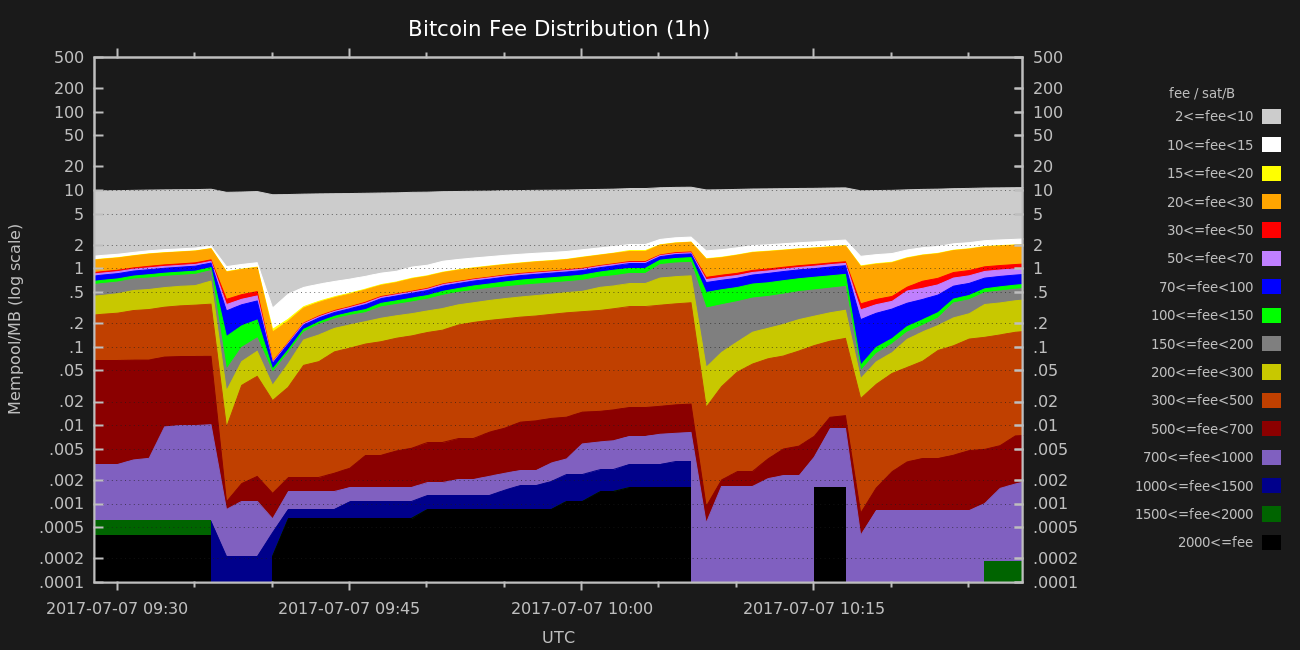 Bitcoin Fee Distribution (1h)
500
200
100
50
20
10
5
2
1
.5
.2
.1
.05
.02
.01
.005
.002
.001
.0005
.0002
.0001
Mempool/MB (log scale)
500
200
100
50
20
10
5
2
1
.5
.2
.1
.05
.02
.01
.005
.002
.001
.0005
.0002
.0001
2017-07-07 09:30 2017-07-07 09:45 2017-07-07 10:00 2017-07-07 10:15
UTC
fee / sat/B
2<=fee<10
10<=fee<15
15<=fee<20
20<=fee<30
30<=fee<50
50<=fee<70
70<=fee<100
100<=fee<150
150<=fee<200
200<=fee<300
300<=fee<500
500<=fee<700
700<=fee<1000
1000<=fee<1500
1500<=fee<2000
2000<=fee